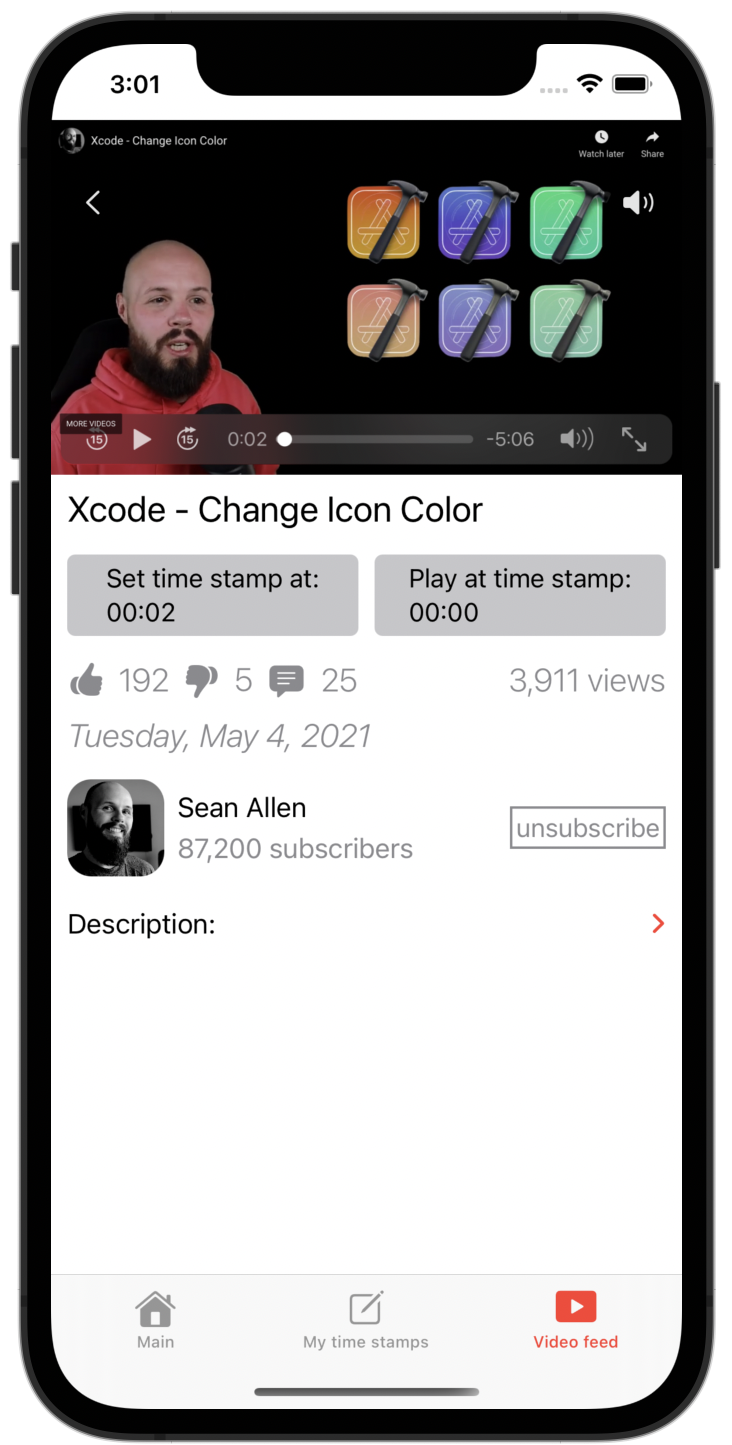 3:01
Xcode - Change Icon Color
Watch later
Share
MORE VIDEOS
15
15
0:02
-5:06
Xcode - Change Icon Color
Set time stamp at:
00:02
Play at time stamp:
00:00
192 5 25 3,911 views
Tuesday, May 4, 2021
Sean Allen
87,200 subscribers
unsubscribe
Description:
Main
My time stamps
Video feed